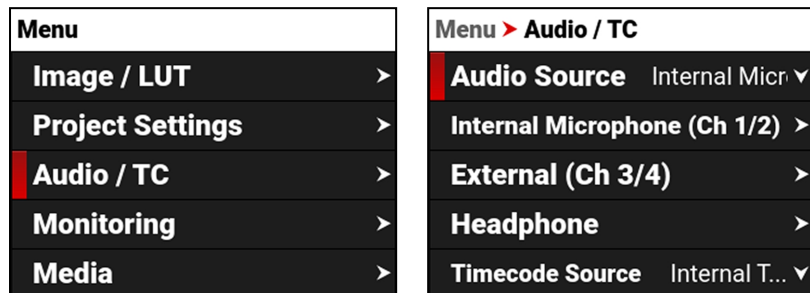 Menu
Image / LUT
Project Settings
Audio / TC
Monitoring
Media
Menu Audio / TC
Audio Source Internal Micr
Internal Microphone (Ch 1/2)
External (Ch 3/4)
Headphone
Timecode Source Internal T...